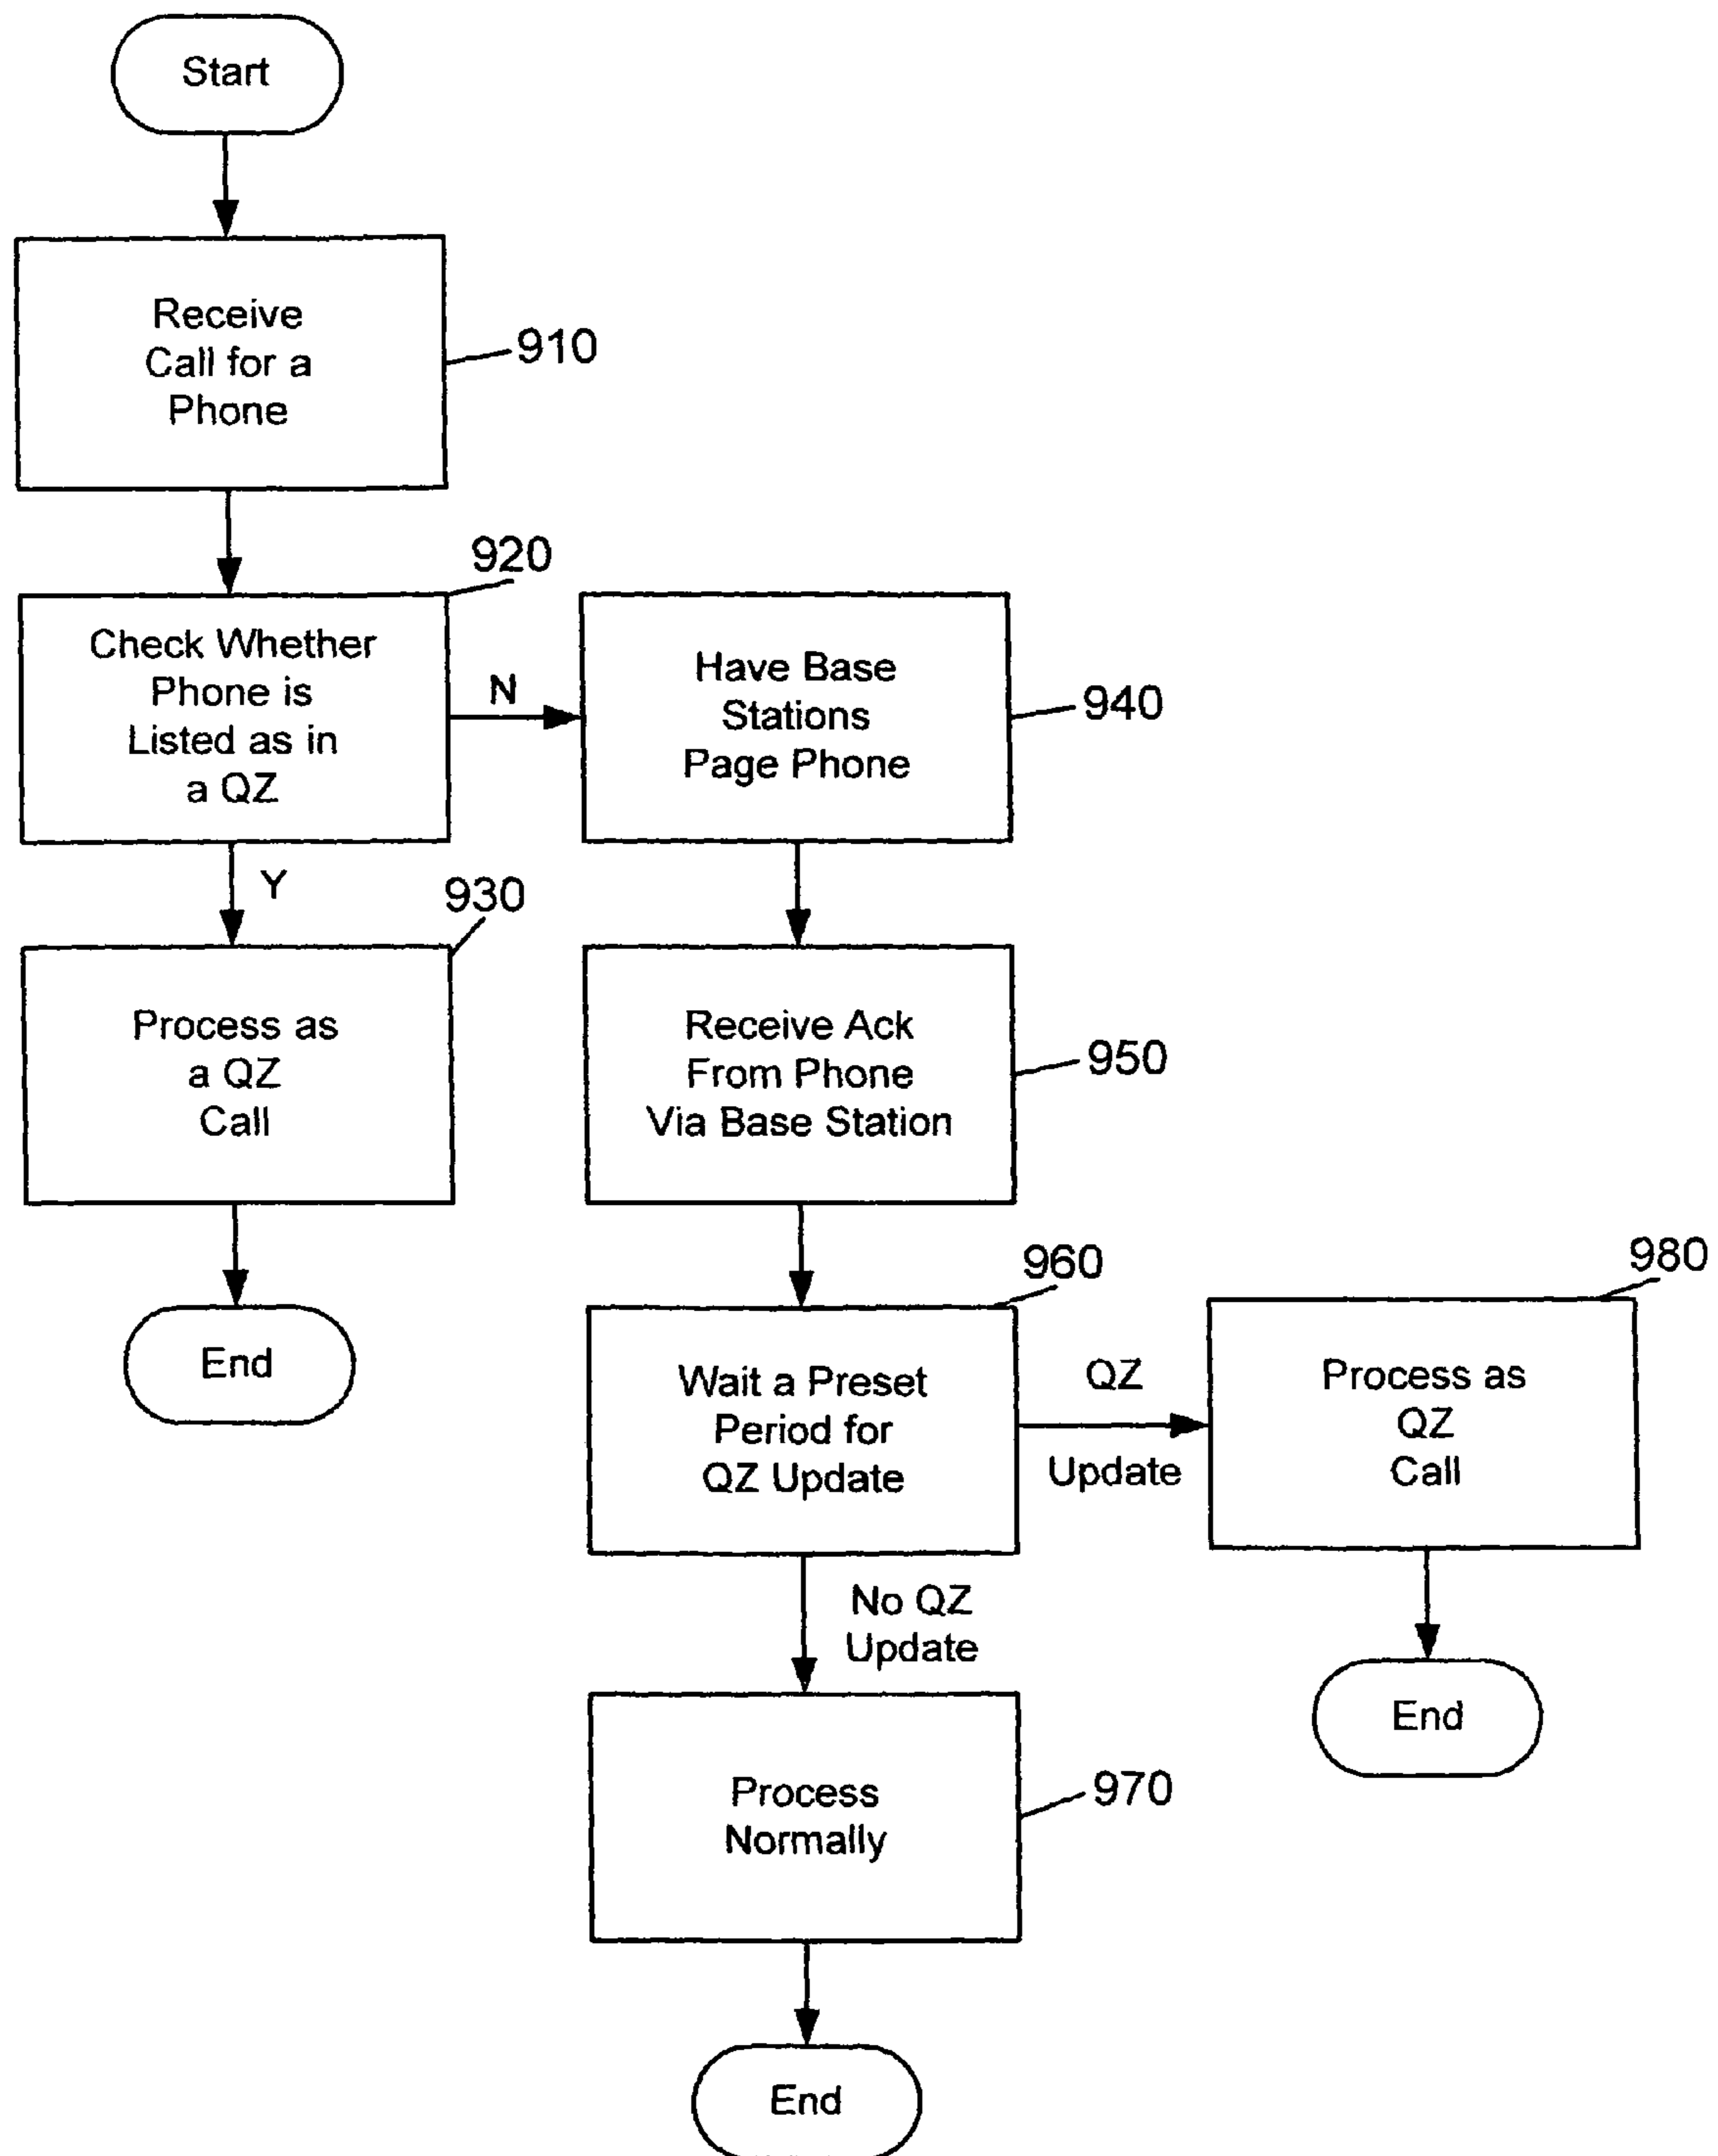 Start
Receive
Call for a
Phone
910
920
Check Whether
Phone is
Listed as in
a QZ
N
Have Base
Stations
Page Phone
940
Y
930
Process as
a QZ
Call
Receive Ack
From Phone
Via Base Station
950
End
960
Wait a Preset
Period for
QZ Update
QZ
Update
980
Process as
QZ
Call
No QZ
Update
End
Process
Normally
970
End